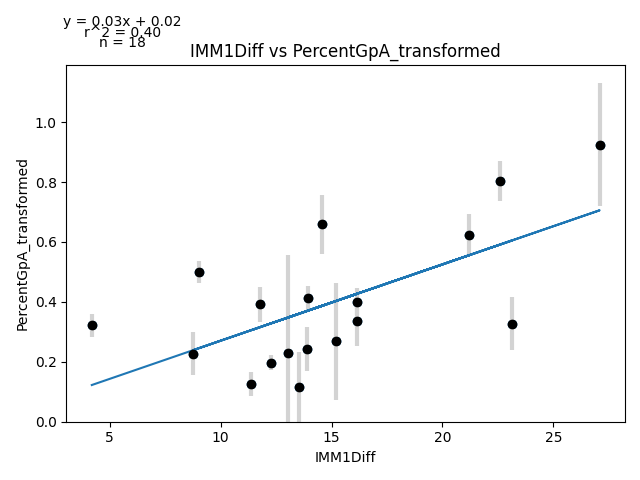 y = 0.03x + 0.02
r^2 = 0.40
n = 18
IMM1Diff vs PercentGpA_transformed
PercentGpA_transformed
1.0
0.8
0.6
0.4
0.2
0.0
5
10
15
20
25
IMM1Diff